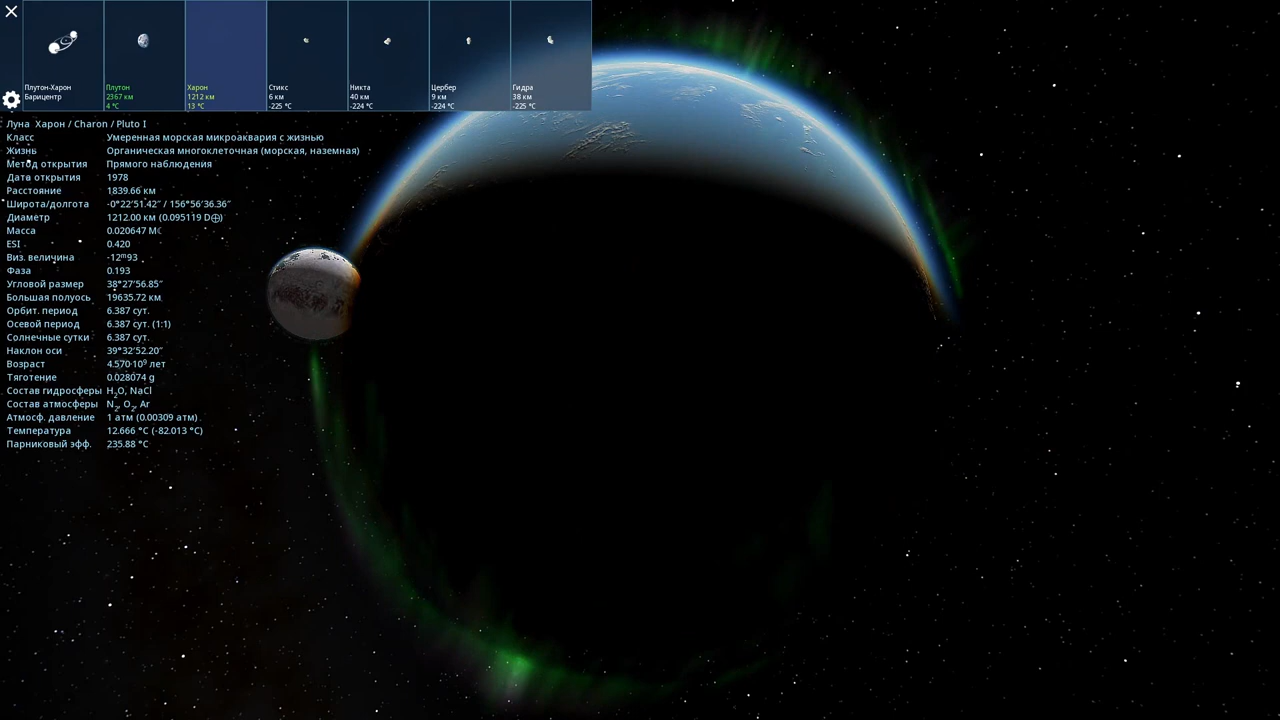 Плутон-Харон
Барицентр
Плутон
2367 km
4 °C
Харон
1212 км
13 °C
Стикс
6 км
-225 °C
Никта
40 км
-224 °C
Цербер
9 км
-224 °C
Гидра
38 км
-225 °C
Луна Харон / Charon / Pluto I
Класс Умеренная морская микроаквария с жизнью
Жизнь Органическая многоклеточная (морская, наземная)
Метод открытия Прямого наблюдения
Дата открытия 1978
Расстояние 1839.66 км
Широта/долгота -0°22′51.42″ / 156°56′36.36″
Диаметр 1212.00 км (0.095119 D⊕)
Масса 0.020647 M☾
ESI 0.420
Виз. величина -12ᵐ93
Фаза 0.193
Угловой размер 38°27′56.85″
Большая полуось 19635.72 км
Орбит. период 6.387 сут.
Осевой период 6.387 сут. (1:1)
Солнечные сутки 6.387 сут.
Наклон оси 39°32′52.20″
Возраст 4.570·10⁹ лет
Тяготение 0.028074 g
Состав гидросферы H₂O, NaCl
Состав атмосферы N₂, O₂, Ar
Атмосф. давление 1 атм (0.00309 атм)
Температура 12.666 °C (-82.013 °C)
Парниковый эфф. 235.88 °C